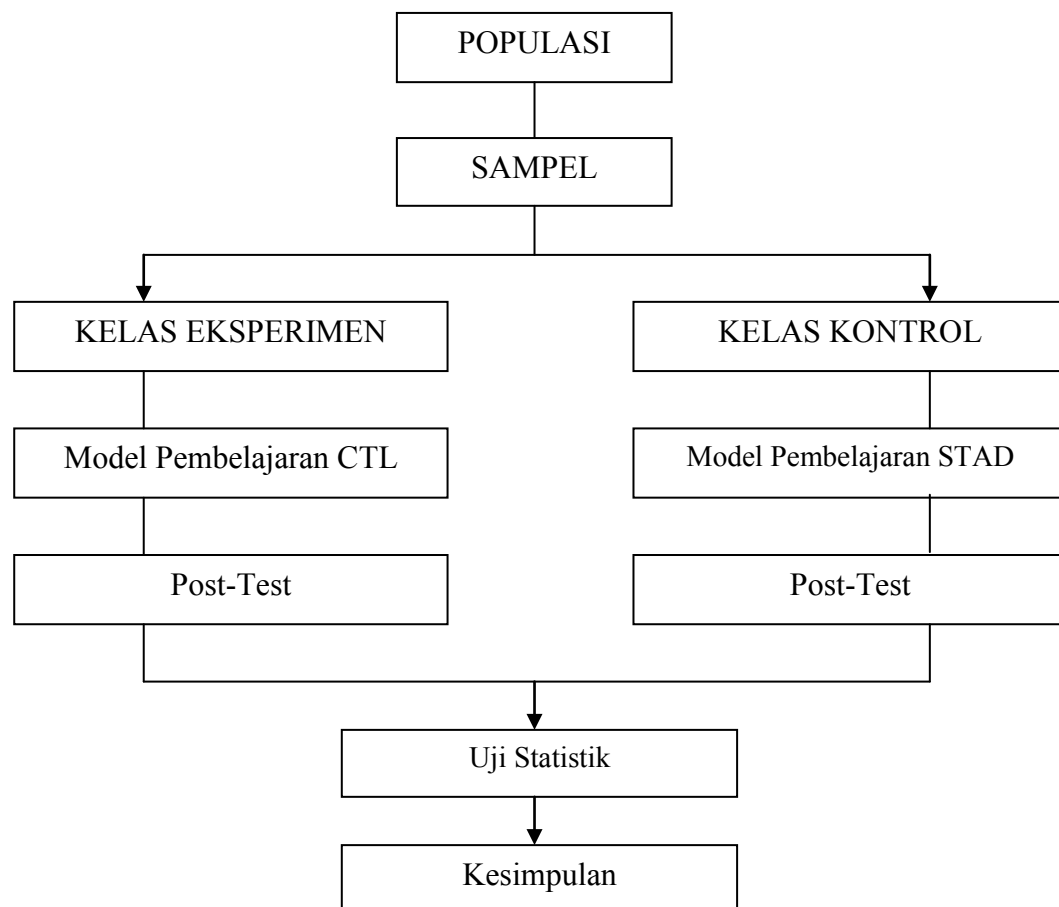 POPULASI
SAMPEL
KELAS EKSPERIMEN
KELAS KONTROL
Model Pembelajaran CTL
Model Pembelajaran STAD
Post-Test
Post-Test
Uji Statistik
Kesimpulan